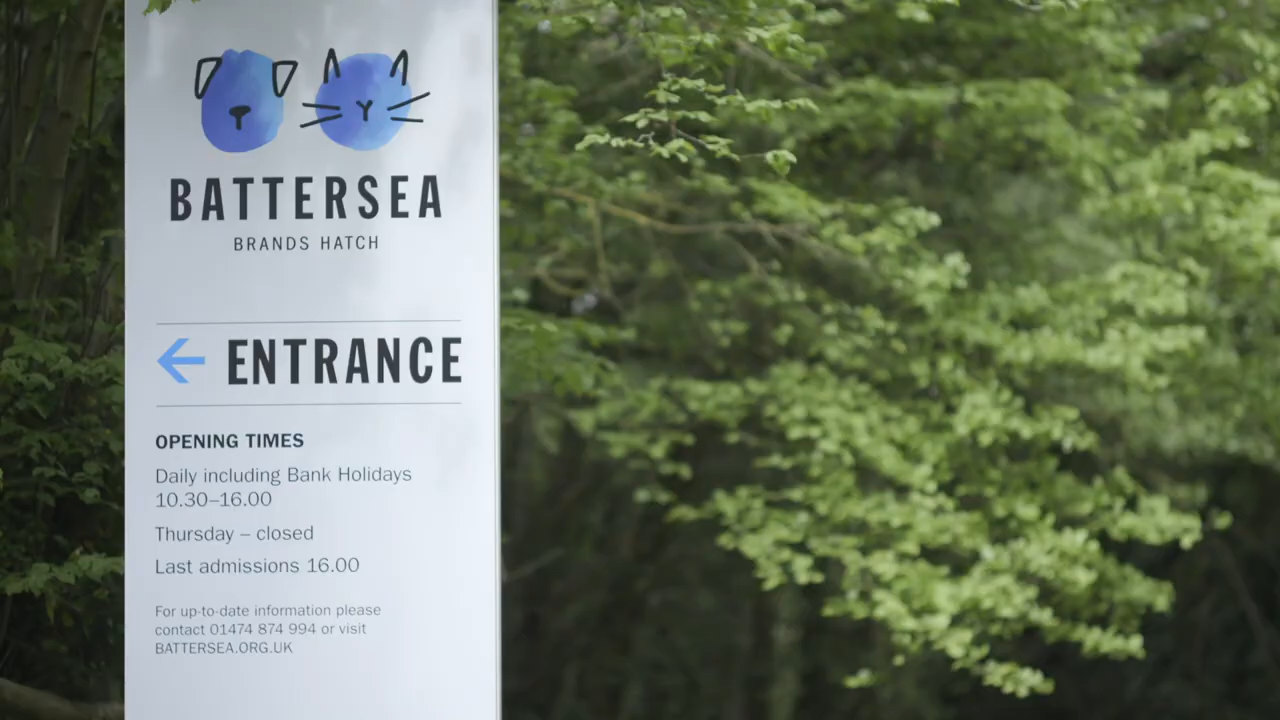 BATTERSEA
BRANDS HATCH
ENTRANCE
OPENING TIMES
Daily including Bank Holidays
10.30–16.00
Thursday – closed
Last admissions 16.00
For up-to-date information please
contact 01474 874 994 or visit
BATTERSEA.ORG.UK